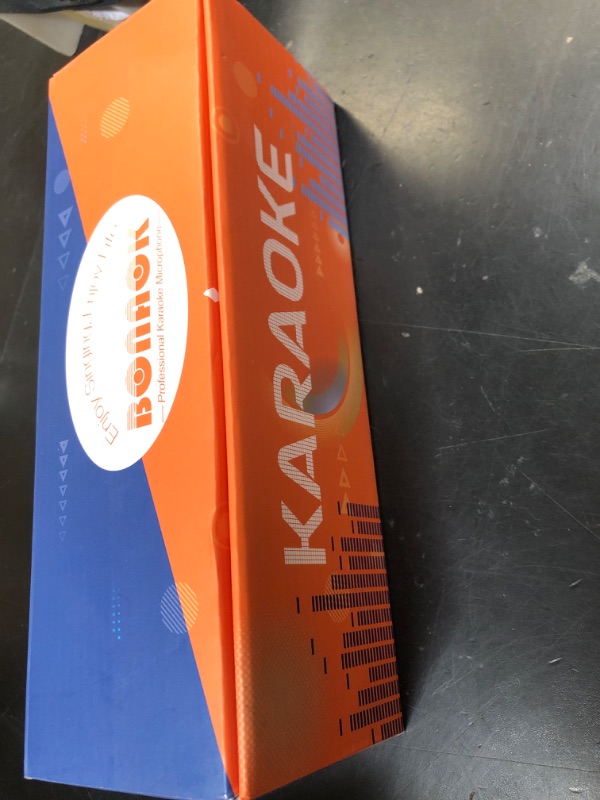 Enjoy Singing, Enjoy Life
BONAOK
— Professional Karaoke Microphone —
KARAOKE